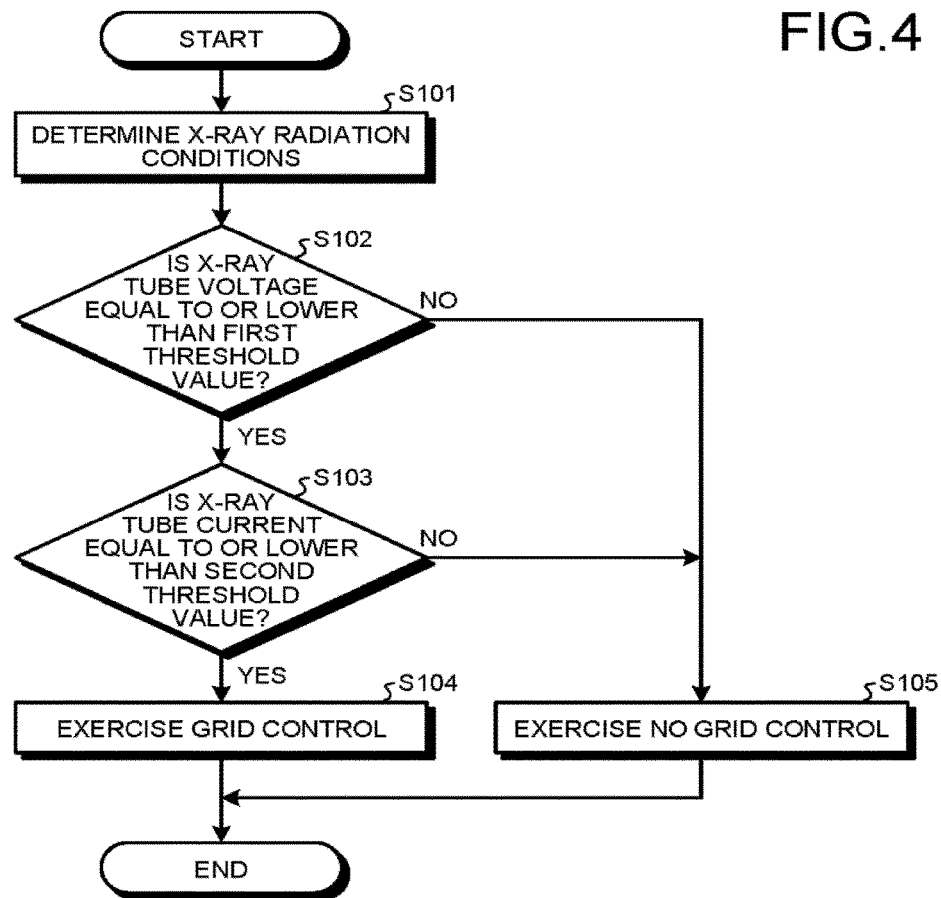 FIG.4
START
S101
DETERMINE X-RAY RADIATION
CONDITIONS
S102
IS X-RAY
TUBE VOLTAGE
EQUAL TO OR LOWER
THAN FIRST
THRESHOLD
VALUE?
NO
YES
S103
IS X-RAY
TUBE CURRENT
EQUAL TO OR LOWER
THAN SECOND
THRESHOLD
VALUE?
NO
YES
S104
EXERCISE GRID CONTROL
S105
EXERCISE NO GRID CONTROL
END